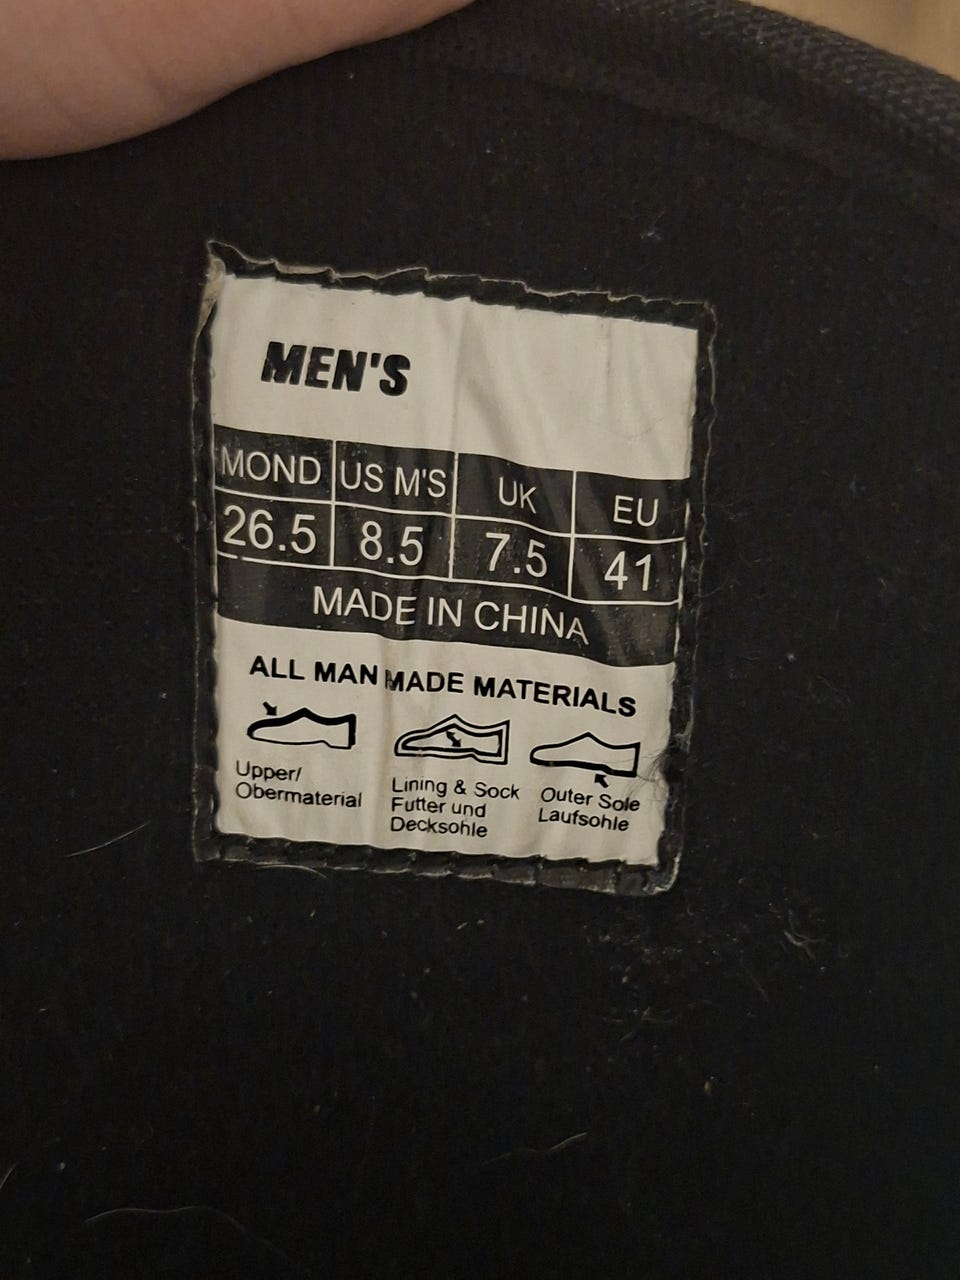 MEN'S
MOND US M'S UK EU
26.5 8.5 7.5 41
MADE IN CHINA
ALL MAN MADE MATERIALS
Upper/
Obermaterial
Lining & Sock
Futter und
Decksohle
Outer Sole
Laufsohle